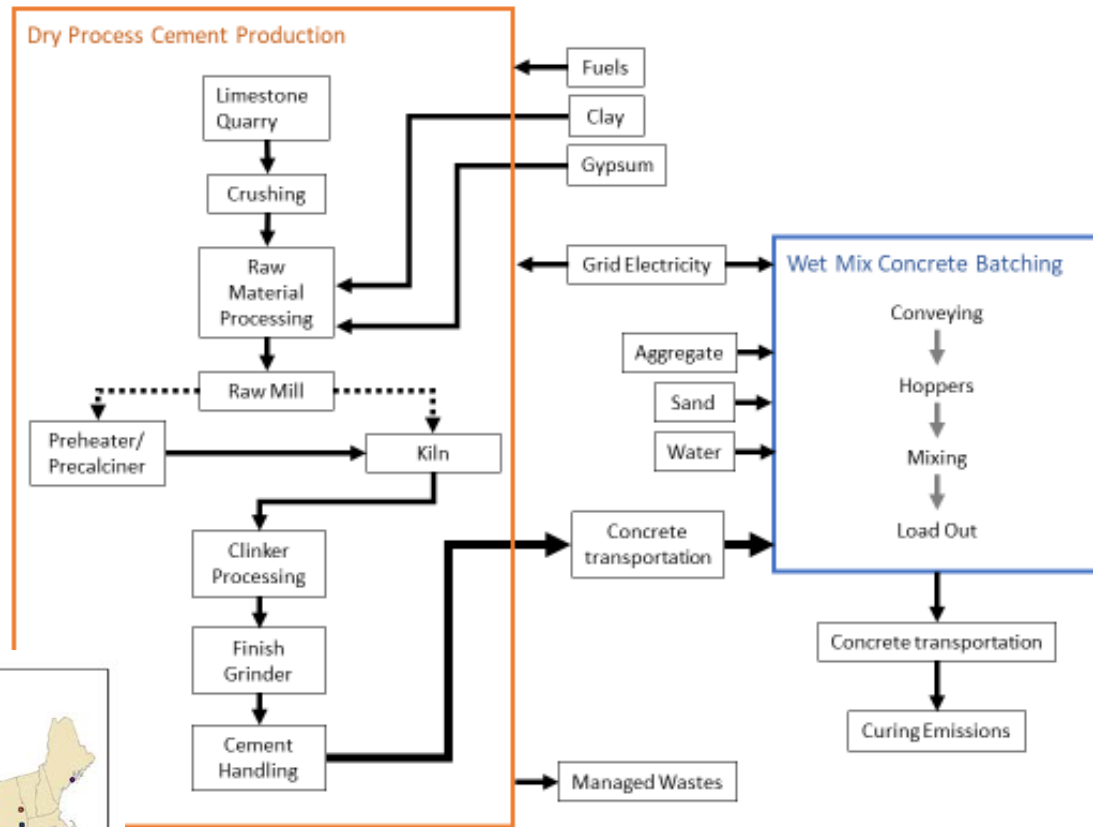 Dry Process Cement Production
Limestone
Quarry
Crushing
Raw
Material
Processing
Raw Mill
Preheater/
Precalciner
Kiln
Clinker
Processing
Finish
Grinder
Cement
Handling
Fuels
Clay
Gypsum
Grid Electricity
Aggregate
Sand
Water
Concrete
transportation
Managed Wastes
Wet Mix Concrete Batching
Conveying
Hoppers
Mixing
Load Out
Concrete transportation
Curing Emissions